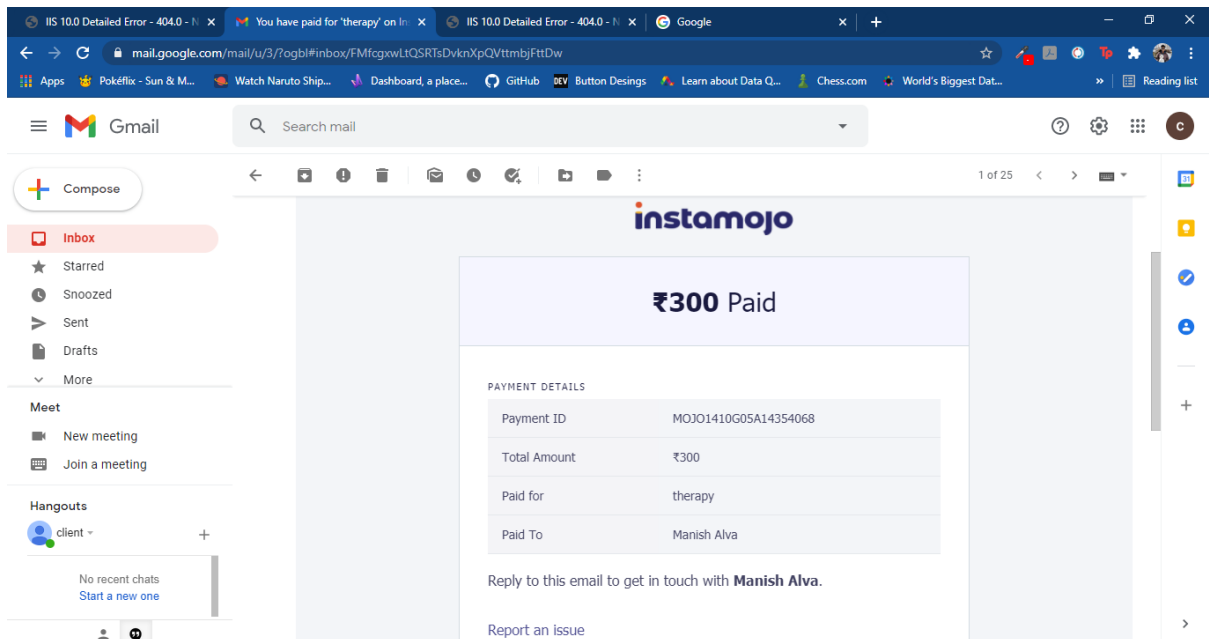 IIS 10.0 Detailed Error - 404.0 - N
You have paid for 'therapy' on In
IIS 10.0 Detailed Error - 404.0 - N
Google
mail.google.com/mail/u/3/?ogbl#inbox/FMfcgxwLtQSRTsDvknXpQVttmbjFttDw
Apps
Pokéflix - Sun & M...
Watch Naruto Ship...
Dashboard, a place...
GitHub
DEV Button Desings
Learn about Data Q...
Chess.com
World's Biggest Dat...
»
Reading list
Gmail
Search mail
C
Compose
1 of 25
31
Inbox
Starred
Snoozed
Sent
Drafts
More
Meet
New meeting
Join a meeting
Hangouts
client
No recent chats
Start a new one
instamojo
₹300 Paid
PAYMENT DETAILS
Payment ID MOJO1410G05A14354068
Total Amount ₹300
Paid for therapy
Paid To Manish Alva
Reply to this email to get in touch with Manish Alva.
Report an issue